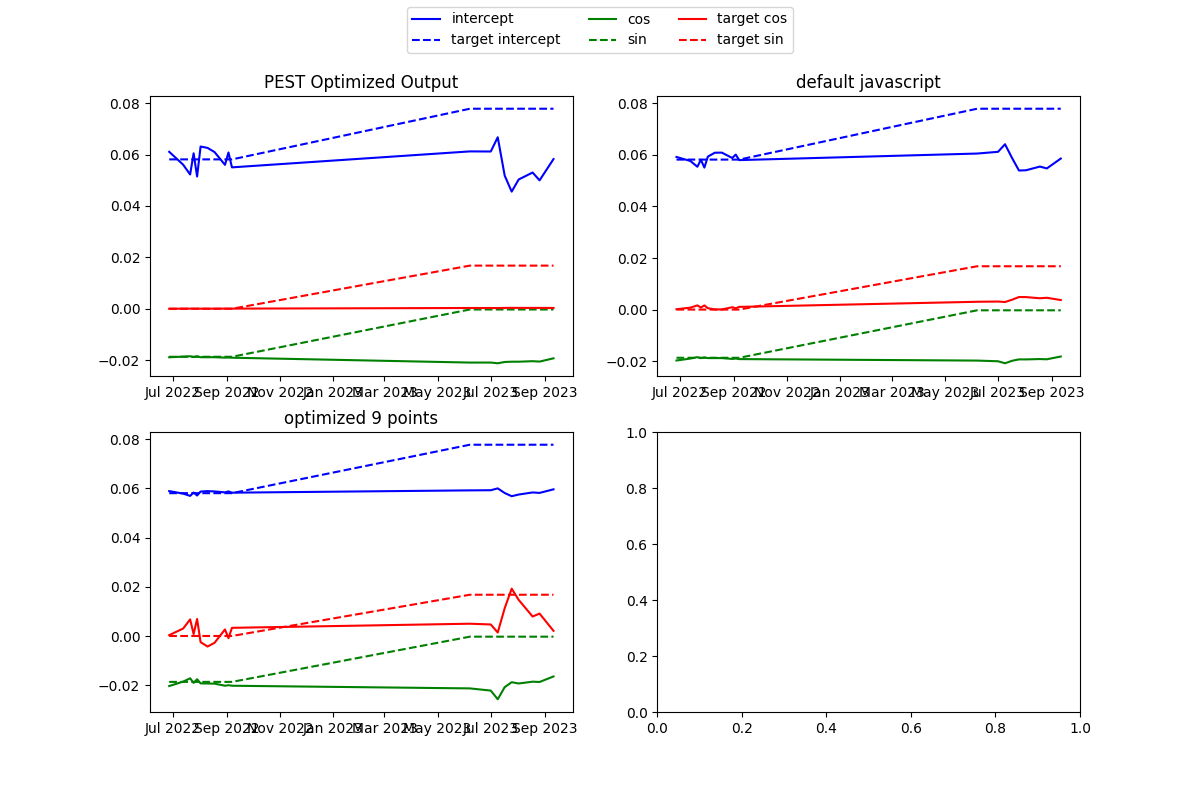 intercept cos target cos
target intercept sin target sin
PEST Optimized Output
0.08
0.06
0.04
0.02
0.00
−0.02
Jul 2022 Sep 2022 Nov 2022 Jan 2023 Mar 2023 May 2023 Jul 2023 Sep 2023
default javascript
0.08
0.06
0.04
0.02
0.00
−0.02
Jul 2022 Sep 2022 Nov 2022 Jan 2023 Mar 2023 May 2023 Jul 2023 Sep 2023
optimized 9 points
0.08
0.06
0.04
0.02
0.00
−0.02
Jul 2022 Sep 2022 Nov 2022 Jan 2023 Mar 2023 May 2023 Jul 2023 Sep 2023
1.0
0.8
0.6
0.4
0.2
0.0
0.0 0.2 0.4 0.6 0.8 1.0